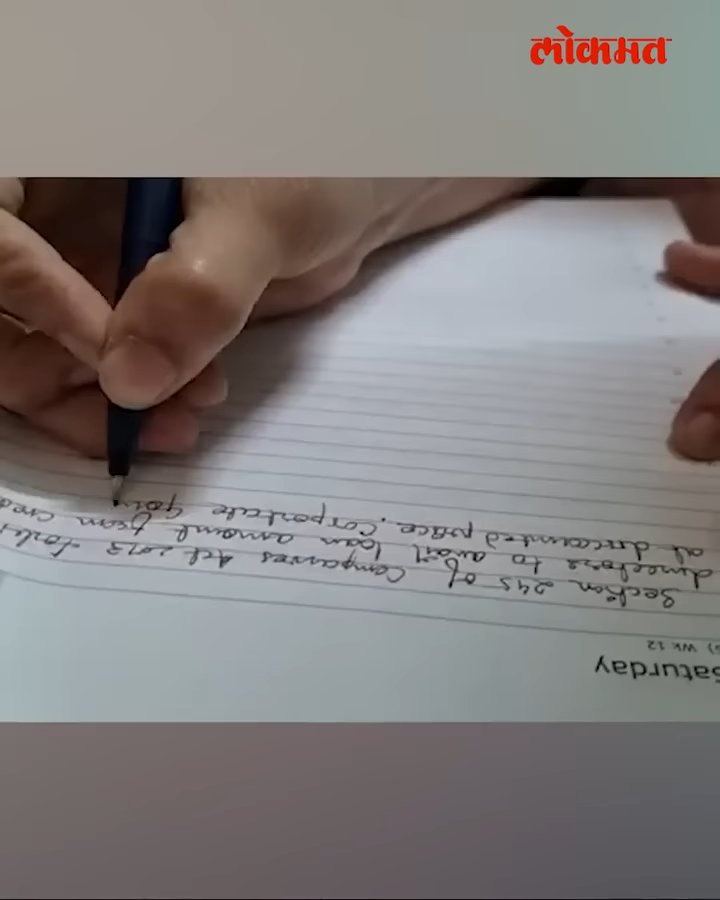 लोकमत
Saturday
Wk 12
Section 245 of Companies Act 2013
directors to avail loan amount from
at discounted price. Corporate